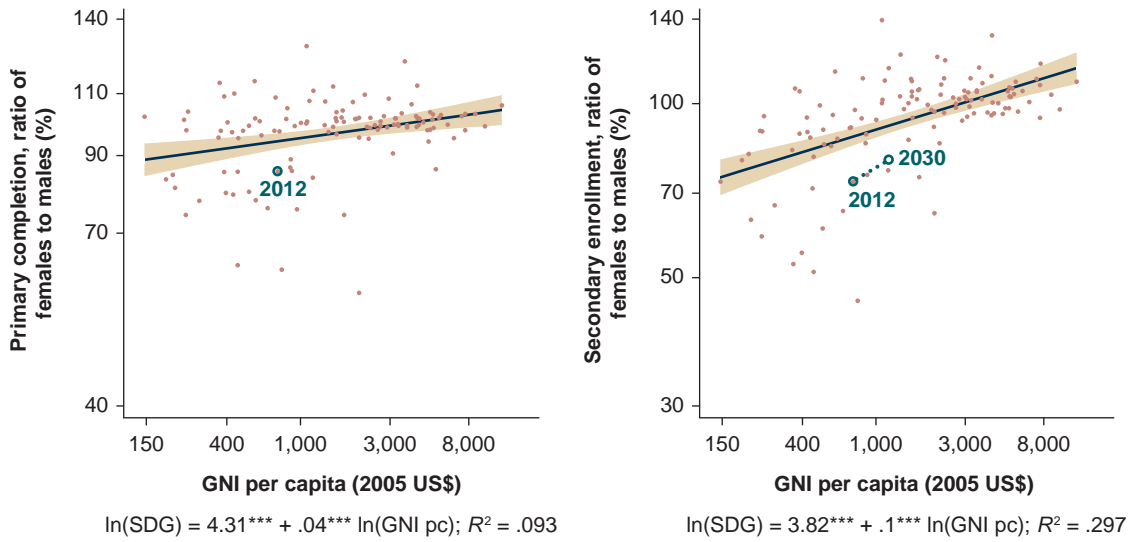 140
110
90
70
40
Primary completion, ratio of
females to males (%)
2012
150 400 1,000 3,000 8,000
GNI per capita (2005 US$)
ln(SDG) = 4.31*** + .04*** ln(GNI pc); R² = .093
140
100
70
50
30
Secondary enrollment, ratio of
females to males (%)
2030
2012
150 400 1,000 3,000 8,000
GNI per capita (2005 US$)
ln(SDG) = 3.82*** + .1*** ln(GNI pc); R² = .297